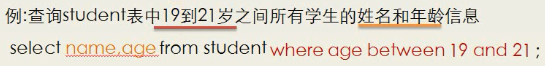 例:查询student表中19到21岁之间所有学生的姓名和年龄信息
select name,age from student where age between 19 and 21 ;